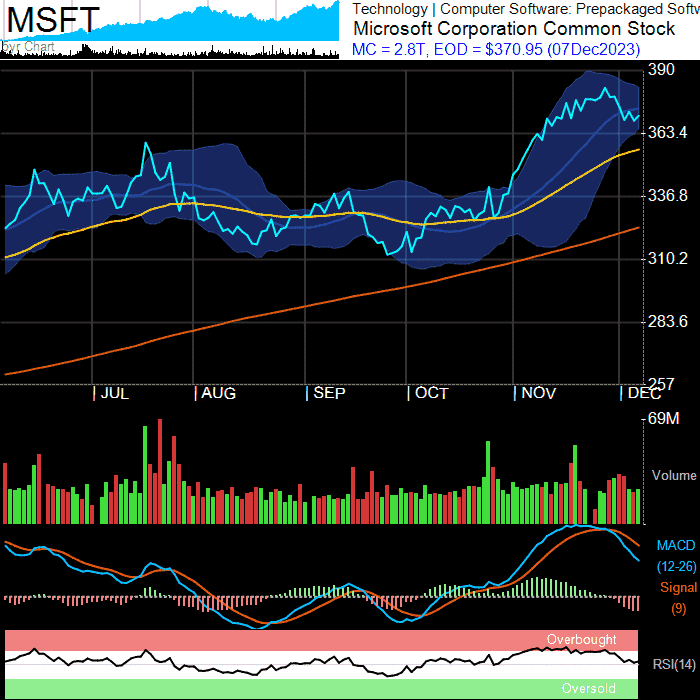 MSFT
Technology | Computer Software: Prepackaged Softw
Microsoft Corporation Common Stock
MC = 2.8T, EOD = $370.95 (07Dec2023)
Chart
390
363.4
336.8
310.2
283.6
257
| JUL | AUG | SEP | OCT | NOV | DEC
69M
Volume
MACD
(12-26)
Signal
(9)
Overbought
RSI(14)
Oversold